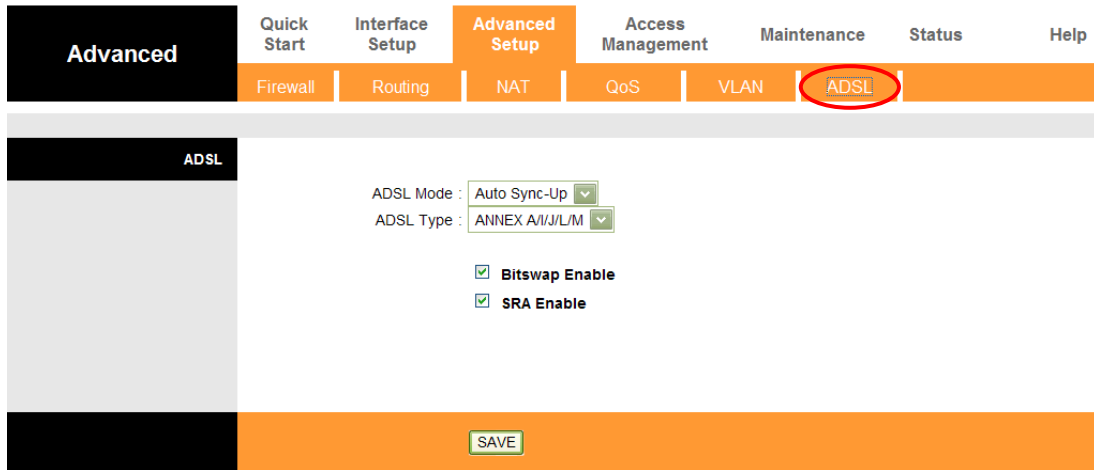 Advanced
Quick Start
Interface Setup
Advanced Setup
Access Management
Maintenance
Status
Help
Firewall
Routing
NAT
QoS
VLAN
ADSL
ADSL
ADSL Mode : Auto Sync-Up
ADSL Type : ANNEX A/I/J/L/M
Bitswap Enable
SRA Enable
SAVE